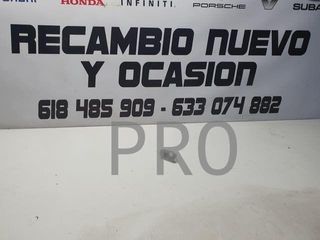 HONDA INFINITI PORSCHE SUBA
RECAMBIO NUEVO
Y OCASION
618 485 909 - 633 074 882
PRO